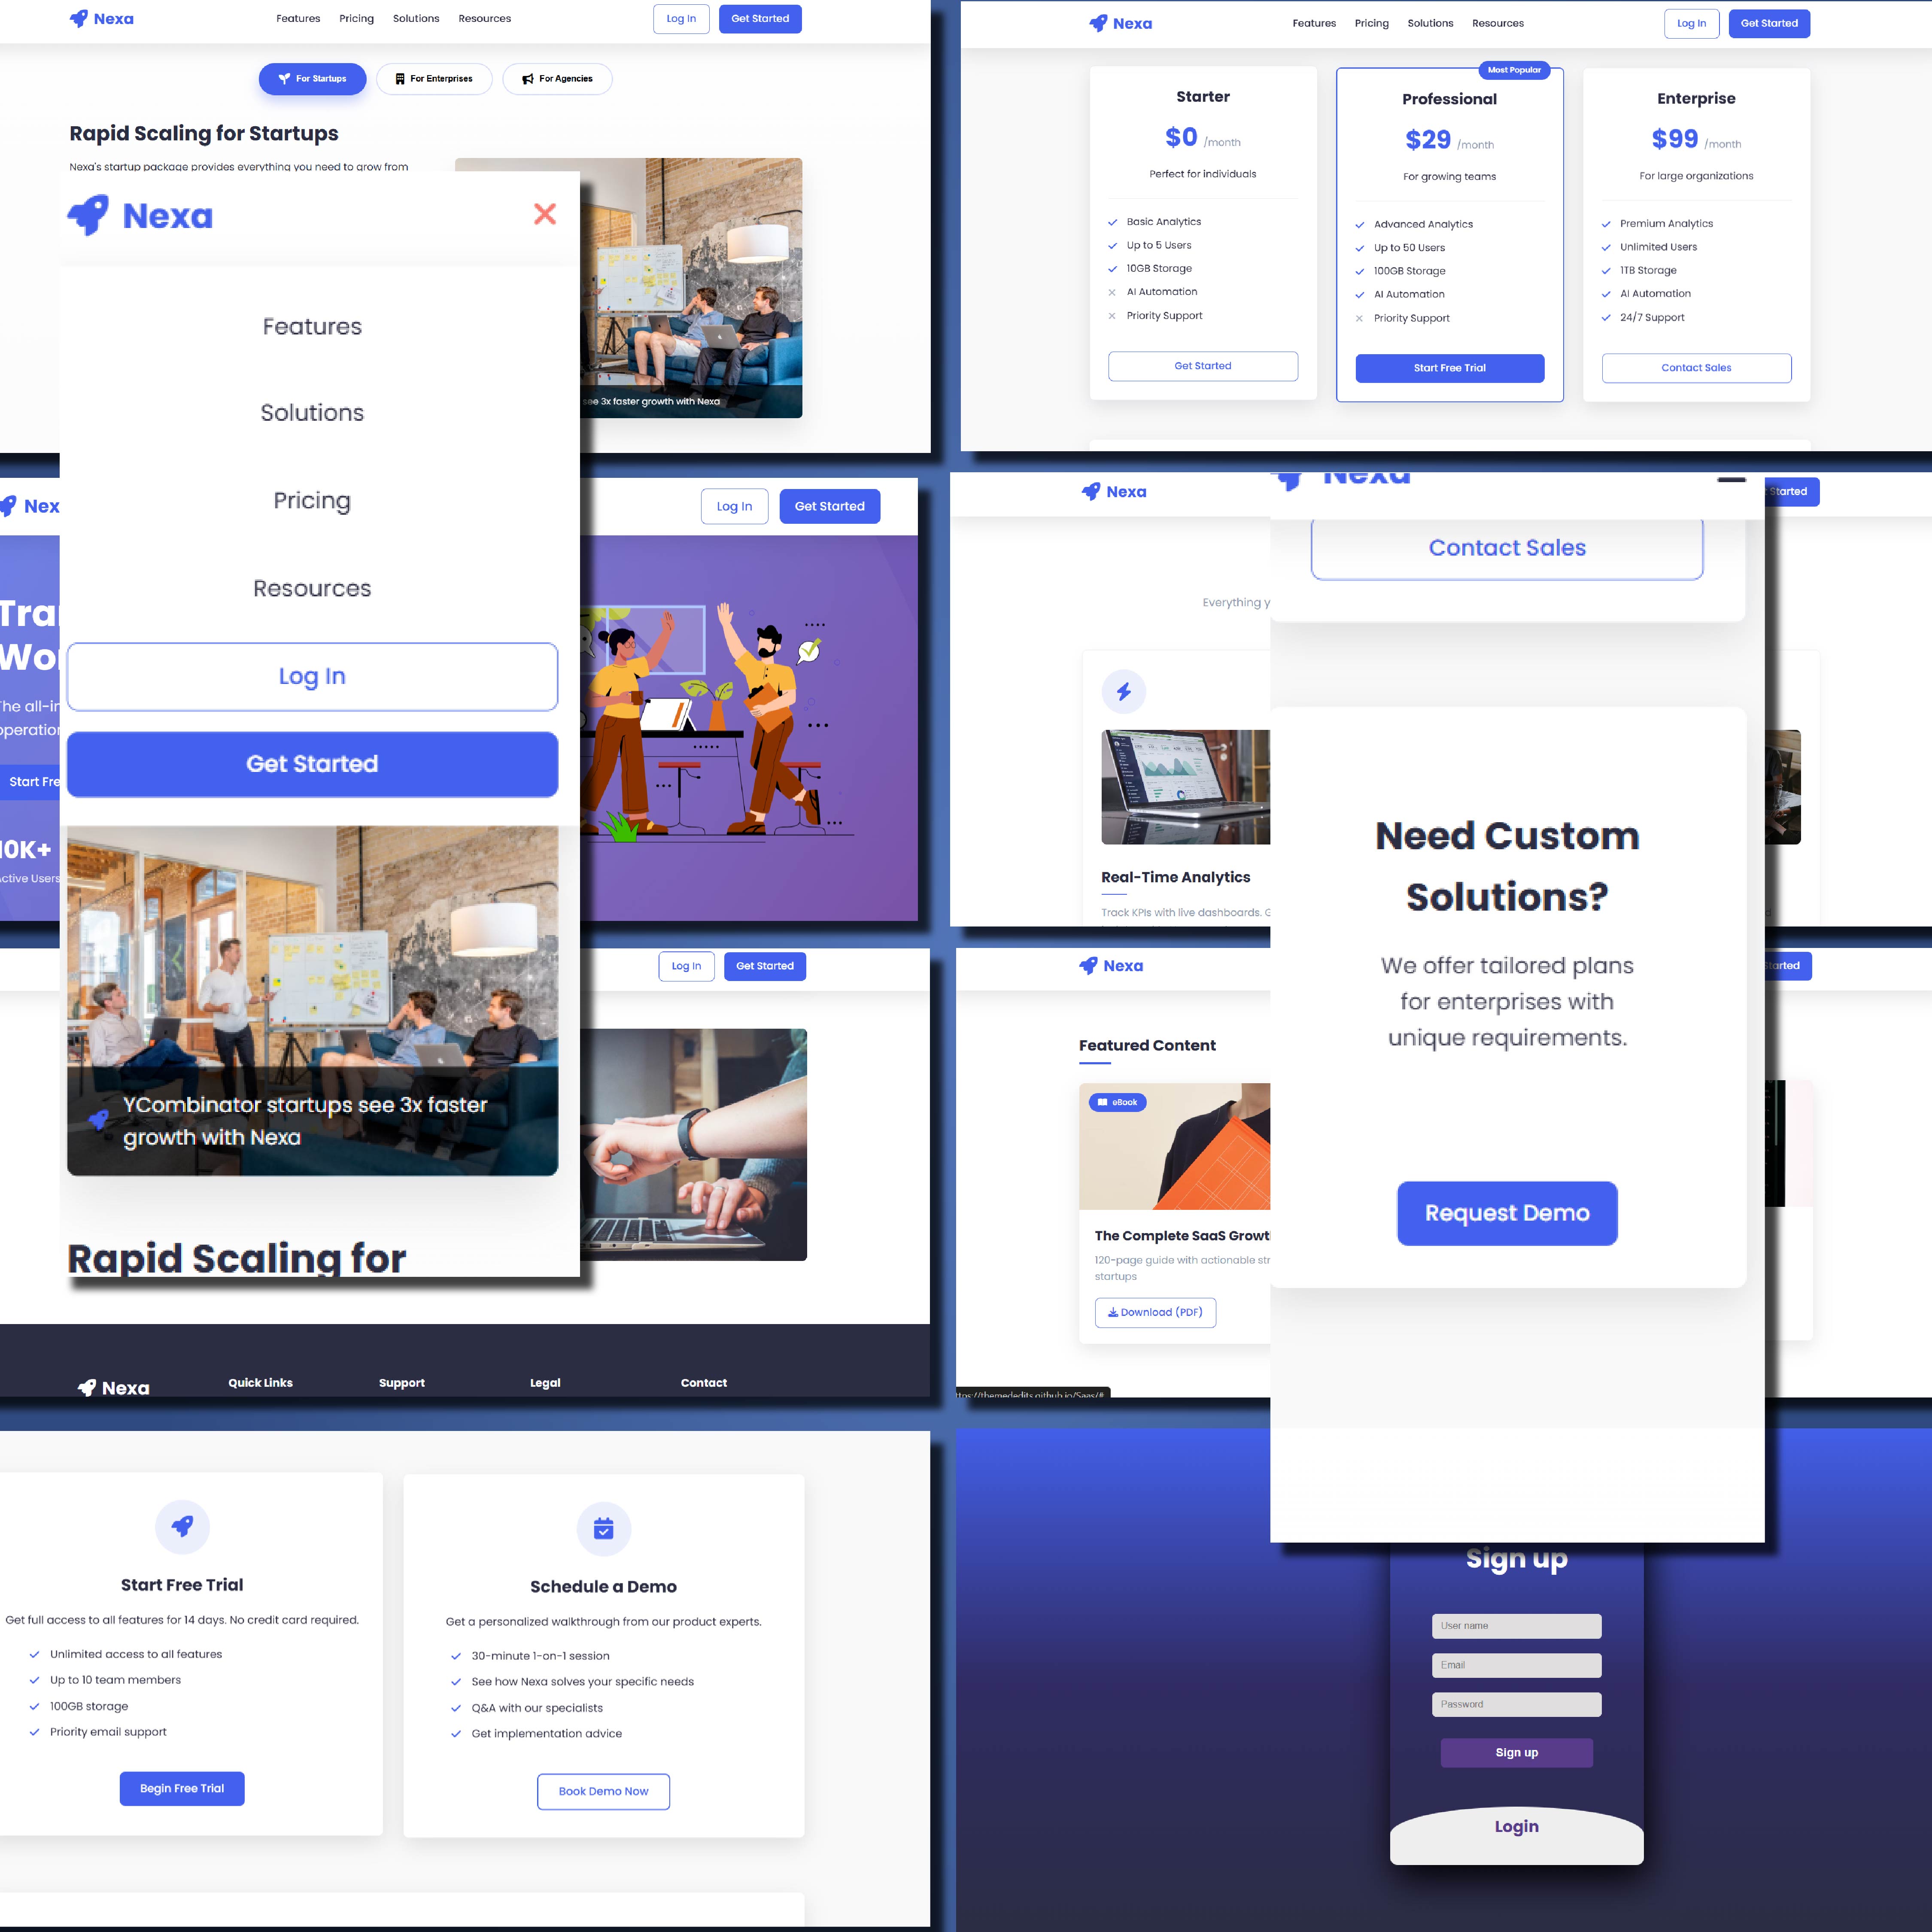 Nexa
Features
Pricing
Solutions
Resources
Log In
Get Started
For Startups
For Enterprises
For Agencies
Rapid Scaling for Startups
Nexa's startup package provides everything you need to grow from
see 3x faster growth with Nexa
Nexa
Features
Pricing
Solutions
Resources
Log In
Get Started
Most Popular
Starter
$0 /month
Perfect for individuals
Basic Analytics
Up to 5 Users
10GB Storage
AI Automation
Priority Support
Get Started
Professional
$29 /month
For growing teams
Advanced Analytics
Up to 50 Users
100GB Storage
AI Automation
Priority Support
Start Free Trial
Enterprise
$99 /month
For large organizations
Premium Analytics
Unlimited Users
1TB Storage
AI Automation
24/7 Support
Contact Sales
Nexa
Features
Solutions
Pricing
Resources
Log In
Get Started
YCombinator startups see 3x faster
growth with Nexa
Rapid Scaling for
Nex
Log In
Get Started
The all-in
Start Fre
10K+
Active Users
Nexa
Started
Everything y
Real-Time Analytics
Track KPIs with live dashboards. G
Nexa
Contact Sales
Need Custom
Solutions?
We offer tailored plans
for enterprises with
unique requirements.
Request Demo
Log In
Get Started
Nexa
Quick Links
Support
Legal
Contact
Nexa
Started
Featured Content
eBook
The Complete SaaS Growt
120-page guide with actionable str
startups
Download (PDF)
ttps://themededits.github.io/Saas/#
Start Free Trial
Get full access to all features for 14 days. No credit card required.
Unlimited access to all features
Up to 10 team members
100GB storage
Priority email support
Begin Free Trial
Schedule a Demo
Get a personalized walkthrough from our product experts.
30-minute 1-on-1 session
See how Nexa solves your specific needs
Q&A with our specialists
Get implementation advice
Book Demo Now
Sign up
User name
Email
Password
Sign up
Login